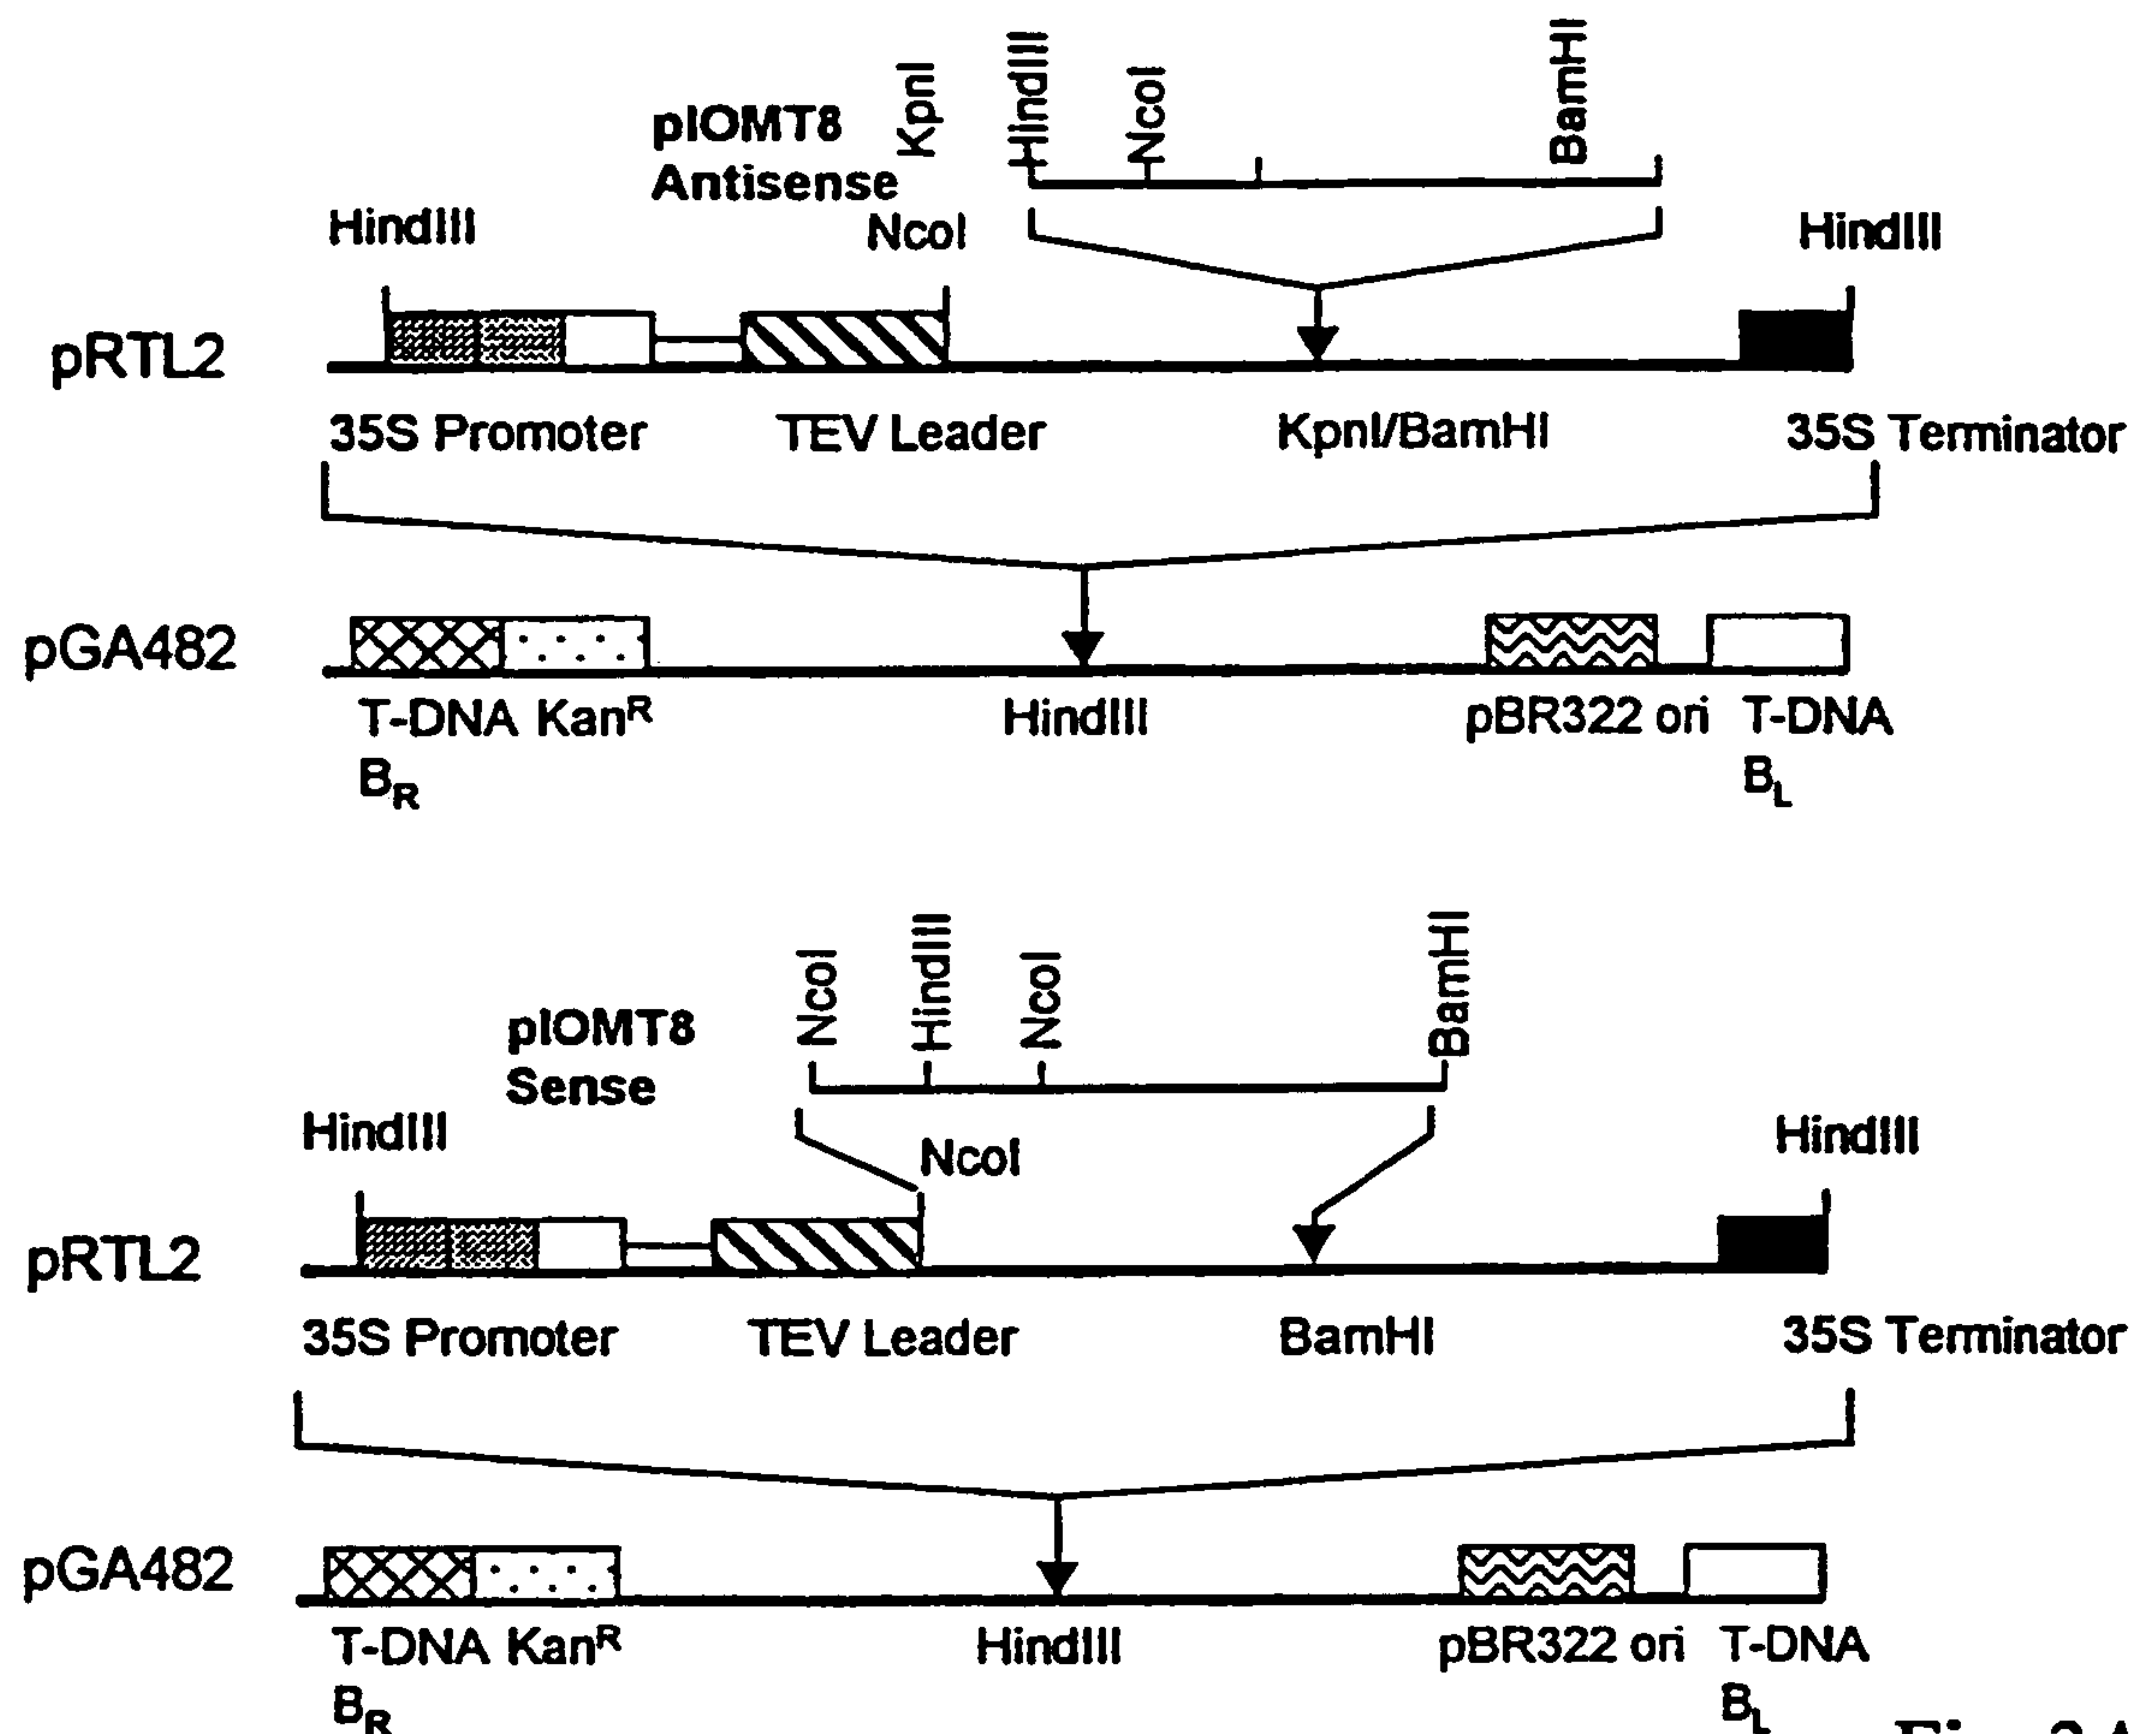 KpnI HindIII NcoI BamHI
pIOMT8
Antisense
HindIII NcoI HindIII
pRTL2
35S Promoter TEV Leader KpnI/BamHI 35S Terminator
pGA482
T-DNA KanR HindIII pBR322 ori T-DNA
BR BL
NcoI HindIII NcoI BamHI
pIOMT8
Sense
HindIII NcoI HindIII
pRTL2
35S Promoter TEV Leader BamHI 35S Terminator
pGA482
T-DNA KanR HindIII pBR322 ori T-DNA
BR BL